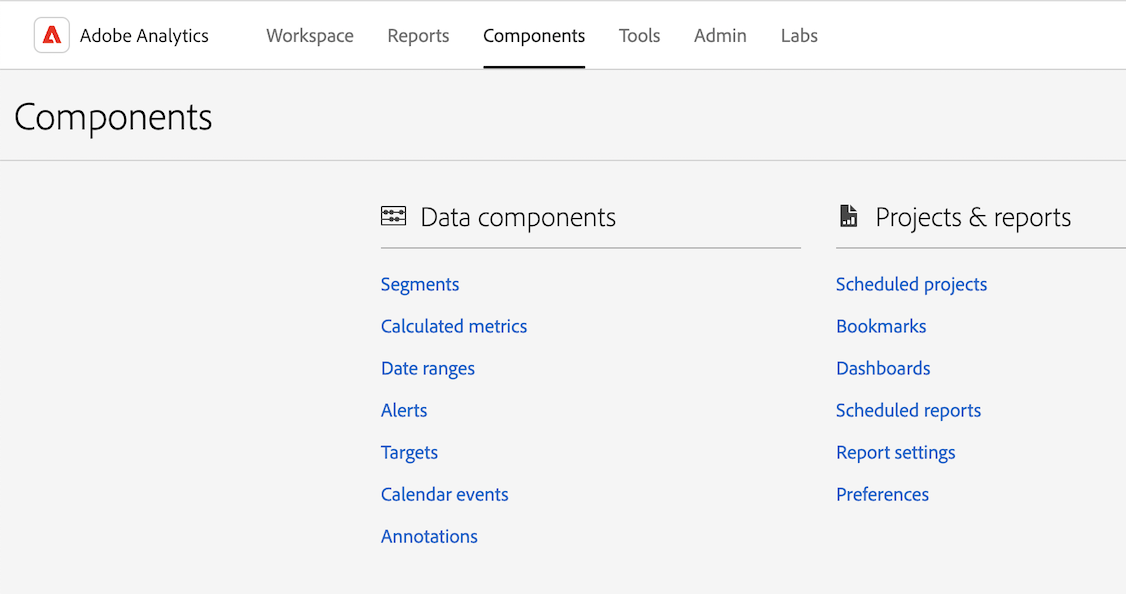 Adobe Analytics Workspace Reports Components Tools Admin Labs
Components
Data components
Segments
Calculated metrics
Date ranges
Alerts
Targets
Calendar events
Annotations
Projects & reports
Scheduled projects
Bookmarks
Dashboards
Scheduled reports
Report settings
Preferences